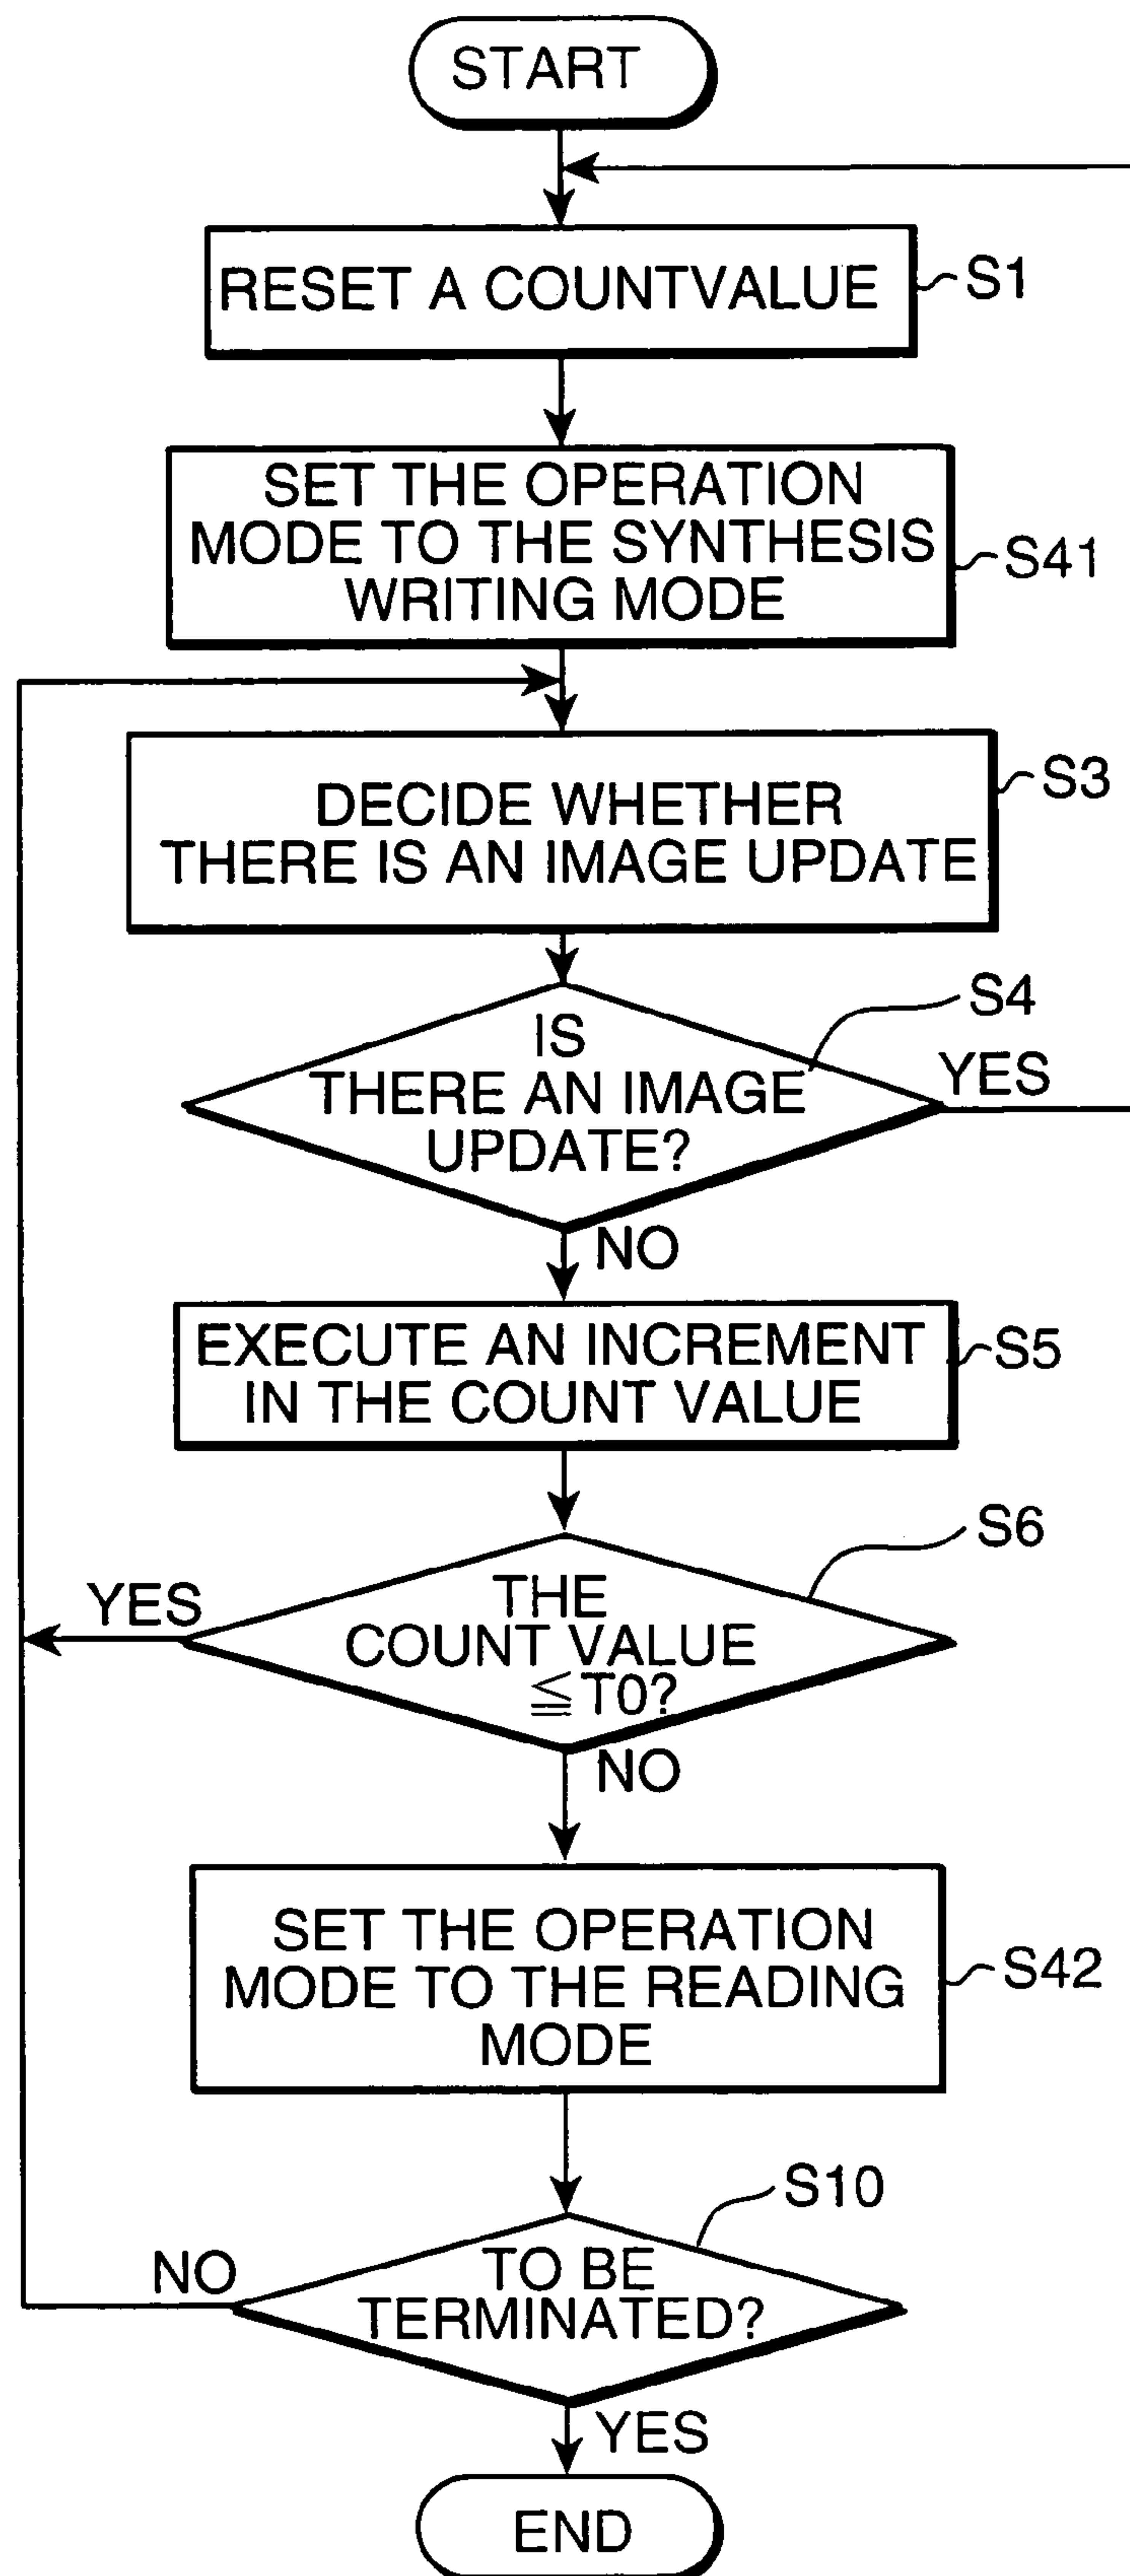 START
RESET A COUNTVALUE
S1
SET THE OPERATION
MODE TO THE SYNTHESIS
WRITING MODE
S41
DECIDE WHETHER
THERE IS AN IMAGE UPDATE
S3
S4
IS
THERE AN IMAGE
UPDATE?
YES
NO
EXECUTE AN INCREMENT
IN THE COUNT VALUE
S5
S6
THE
COUNT VALUE
≦T0?
YES
NO
SET THE OPERATION
MODE TO THE READING
MODE
S42
S10
TO BE
TERMINATED?
NO
YES
END